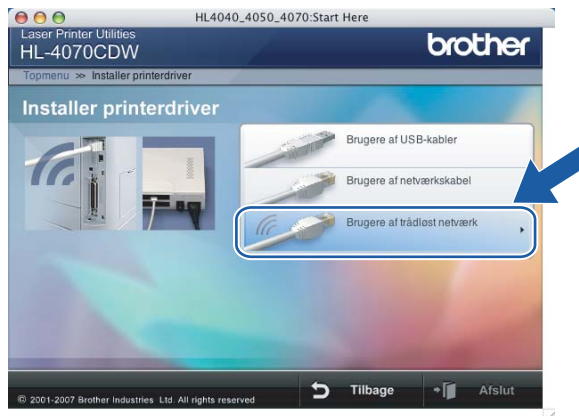 HL4040_4050_4070:Start Here
Laser Printer Utilities
HL-4070CDW
brother
Topmenu >> Installer printerdriver
Installer printerdriver
Brugere af USB-kabler
Brugere af netværkskabel
Brugere af trådløst netværk
© 2001-2007 Brother Industries Ltd. All rights reserved
Tilbage
Afslut